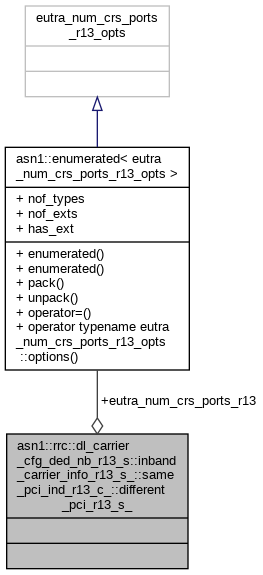 eutra_num_crs_ports
_r13_opts
asn1::enumerated< eutra
_num_crs_ports_r13_opts >
+ nof_types
+ nof_exts
+ has_ext
+ enumerated()
+ enumerated()
+ pack()
+ unpack()
+ operator=()
+ operator typename eutra
_num_crs_ports_r13_opts
::options()
+eutra_num_crs_ports_r13
asn1::rrc::dl_carrier
_cfg_ded_nb_r13_s::inband
_carrier_info_r13_s_::same
_pci_ind_r13_c_::different
_pci_r13_s_